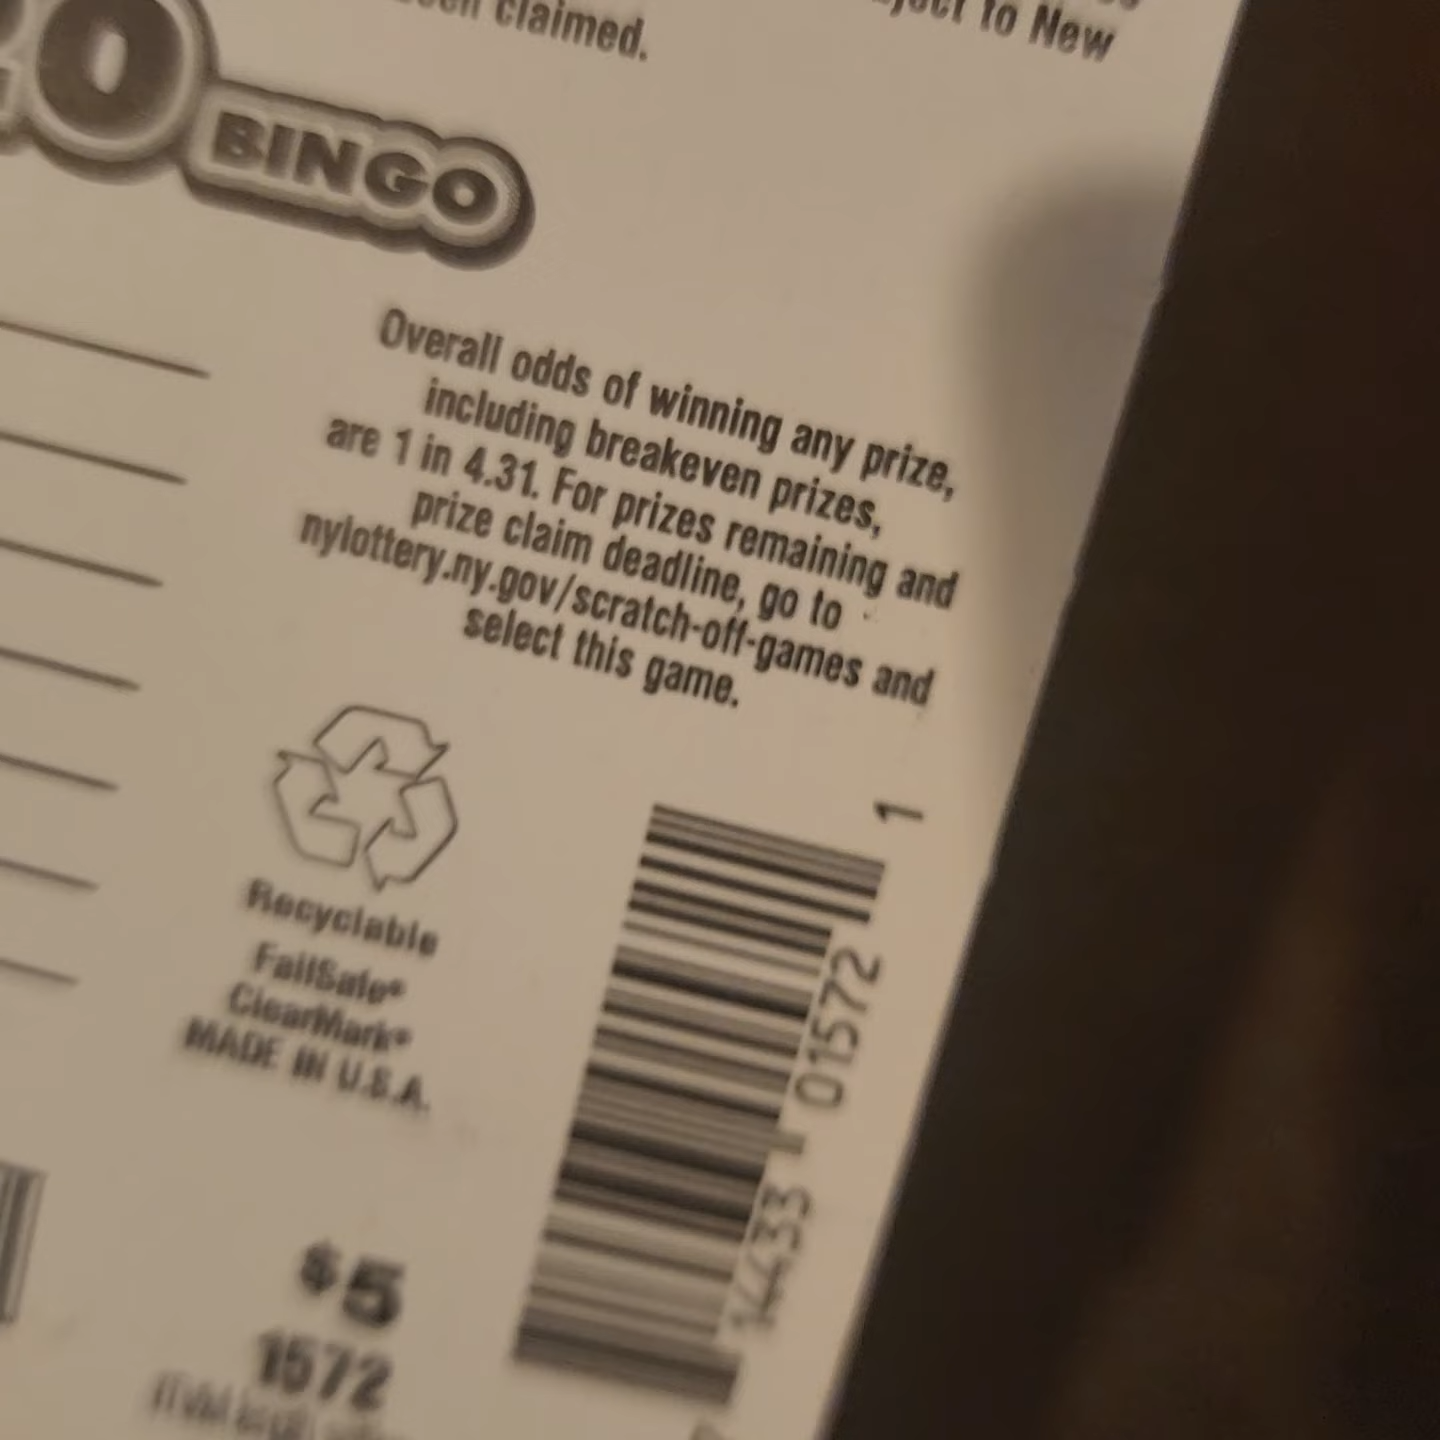 claimed.
to New
BINGO
Overall odds of winning any prize,
including breakeven prizes,
are 1 in 4.31. For prizes remaining and
prize claim deadline, go to
nylottery.ny.gov/scratch-off-games and
select this game.
Recyclable
FailSafe®
ClearMark®
MADE IN U.S.A.
1
01572
14433
$5
1572